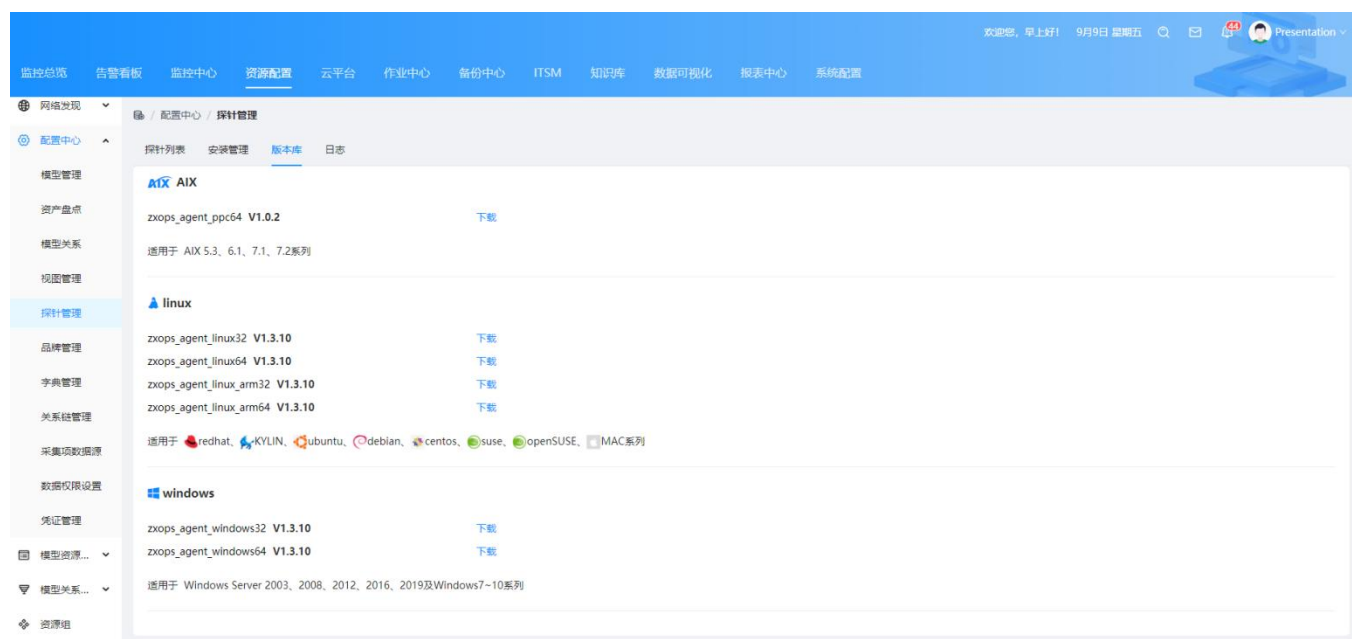 欢迎您，早上好！ 9月9日 星期五 44 Presentation
监控总览 告警看板 监控中心 资源配置 云平台 作业中心 备份中心 ITSM 知识库 数据可视化 报表中心 系统配置
网络发现
配置中心
模型管理
资产盘点
模型关系
视图管理
探针管理
品牌管理
字典管理
关系链管理
采集项数据源
数据权限设置
凭证管理
模型资源...
模型关系...
资源组
/ 配置中心 / 探针管理
探针列表 安装管理 版本库 日志
AIX AIX
zxops_agent_ppc64 V1.0.2 下载
适用于 AIX 5.3、6.1、7.1、7.2系列
linux
zxops_agent_linux32 V1.3.10 下载
zxops_agent_linux64 V1.3.10 下载
zxops_agent_linux_arm32 V1.3.10 下载
zxops_agent_linux_arm64 V1.3.10 下载
适用于 redhat、KYLIN、ubuntu、debian、centos、suse、openSUSE、MAC系列
windows
zxops_agent_windows32 V1.3.10 下载
zxops_agent_windows64 V1.3.10 下载
适用于 Windows Server 2003、2008、2012、2016、2019及Windows7~10系列